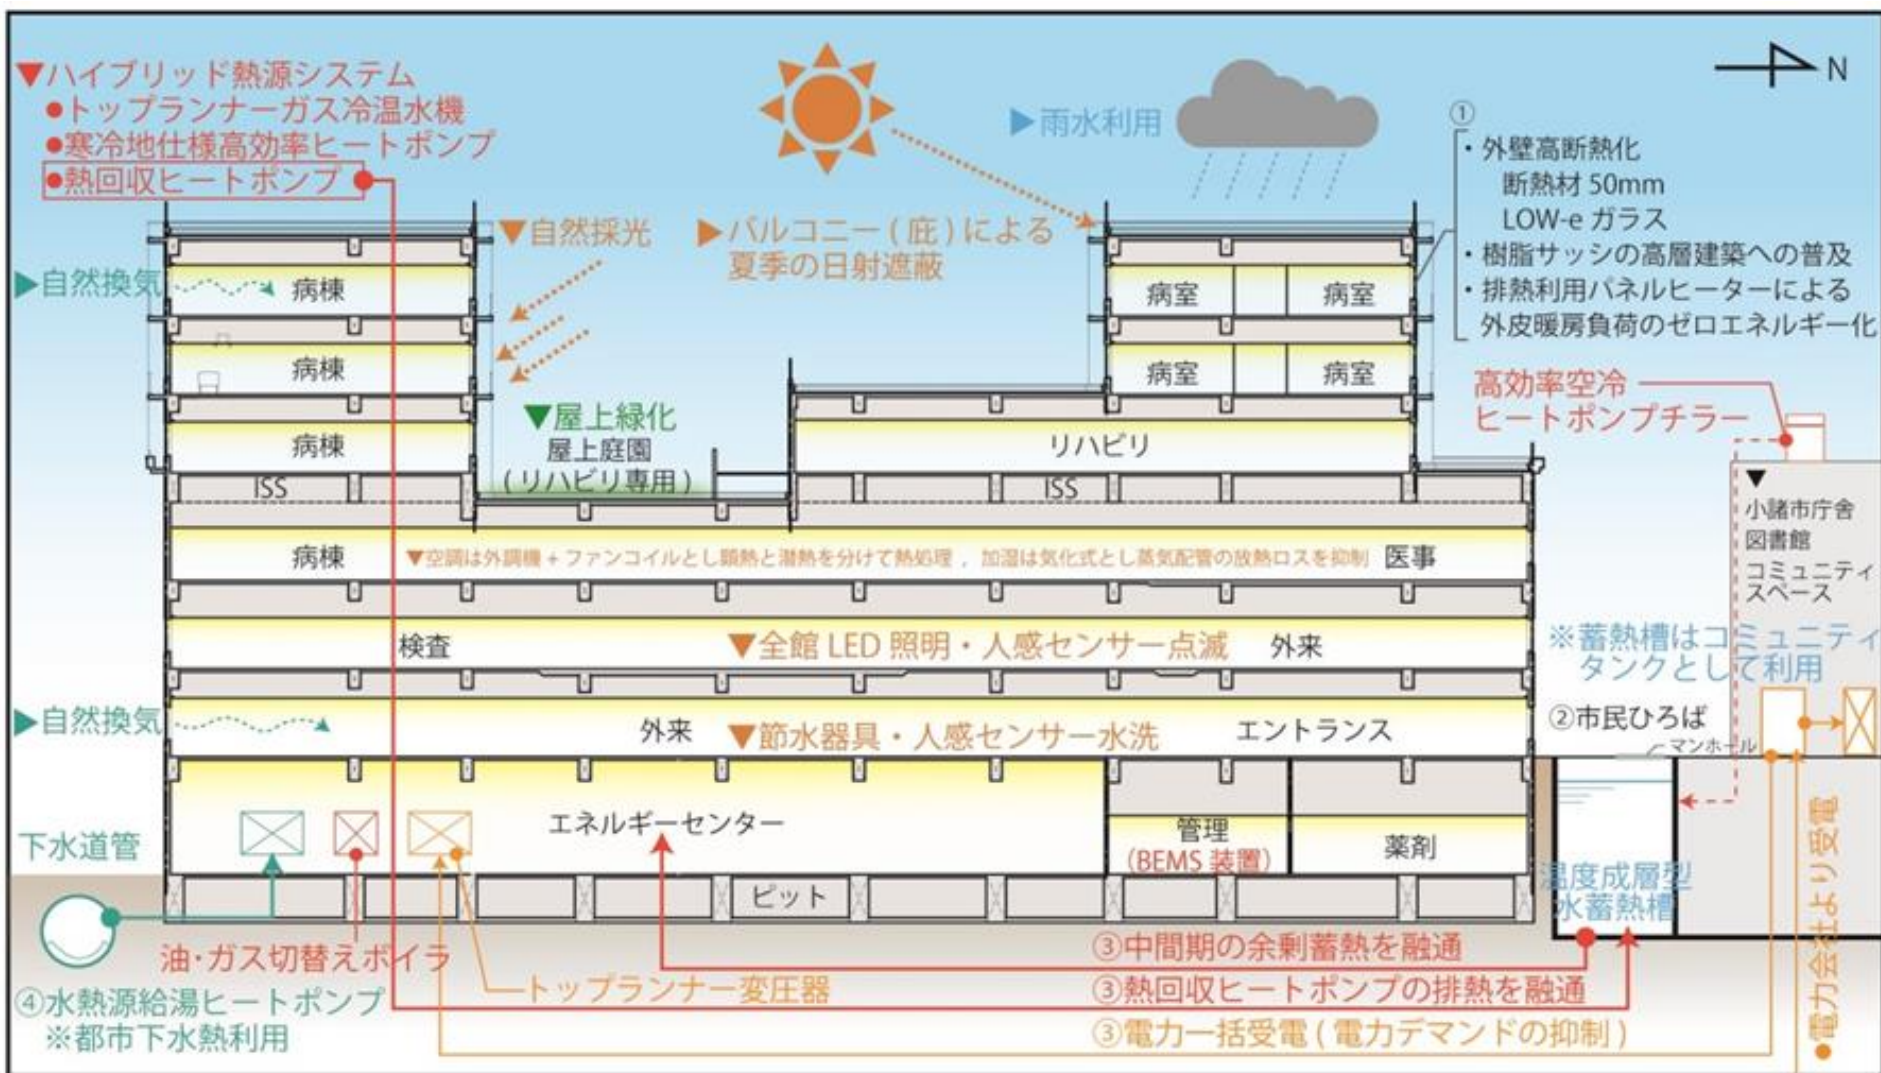 ▼ハイブリッド熱源システム
●トップランナーガス冷温水機
●寒冷地仕様高効率ヒートポンプ
●熱回収ヒートポンプ
▶雨水利用
N
①
・外壁高断熱化
断熱材 50mm
LOW-e ガラス
・樹脂サッシの高層建築への普及
・排熱利用パネルヒーターによる
外皮暖房負荷のゼロエネルギー化
▼自然採光
▶バルコニー ( 庇 ) による
夏季の日射遮蔽
▶自然換気
病棟
病室
病室
病棟
病室
病室
高効率空冷
ヒートポンプチラー
▼屋上緑化
屋上庭園
( リハビリ専用 )
病棟
リハビリ
ISS
ISS
▼
小諸市庁舎
図書館
コミュニティ
スペース
病棟
▼空調は外調機 + ファンコイルとし顕熱と潜熱を分けて熱処理 , 加湿は気化式とし蒸気配管の放熱ロスを抑制
医事
検査
▼全館 LED 照明・人感センサー点滅
外来
※蓄熱槽はコミュニティ
タンクとして利用
▶自然換気
外来
▼節水器具・人感センサー水洗
エントランス
②市民ひろば
マンホール
下水道管
エネルギーセンター
管理
(BEMS 装置)
薬剤
温度成層型
水蓄熱槽
ピット
●電力会社より受電
油・ガス切替えボイラ
③中間期の余剰蓄熱を融通
④水熱源給湯ヒートポンプ
※都市下水熱利用
トップランナー変圧器
③熱回収ヒートポンプの排熱を融通
③電力一括受電 ( 電力デマンドの抑制 )